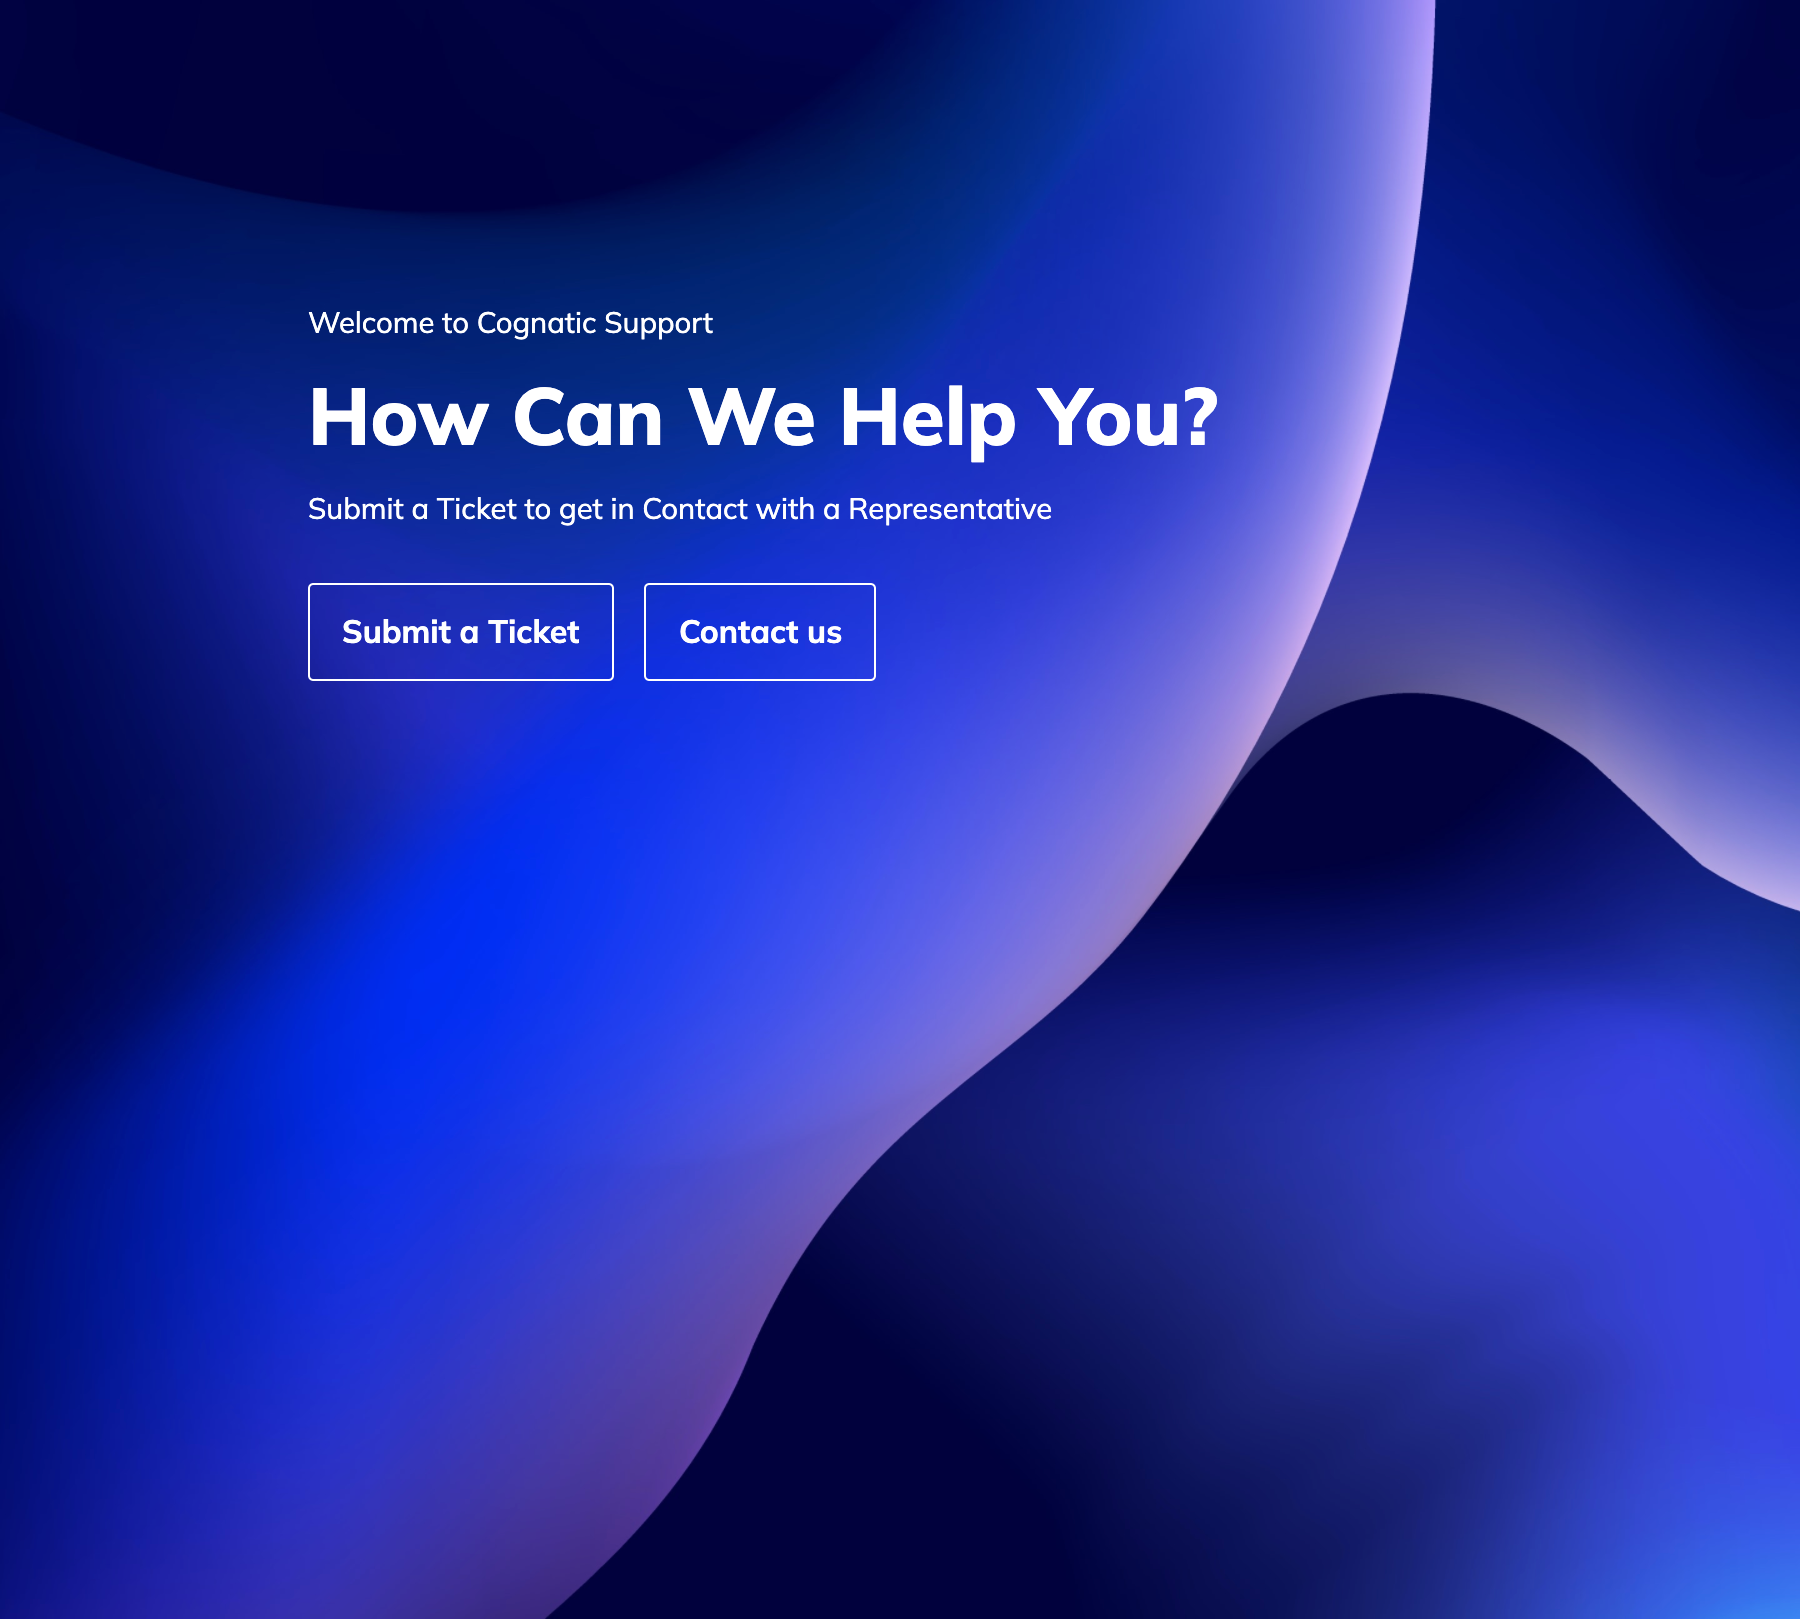 Welcome to Cognatic Support
How Can We Help You?
Submit a Ticket to get in Contact with a Representative
Submit a Ticket
Contact us